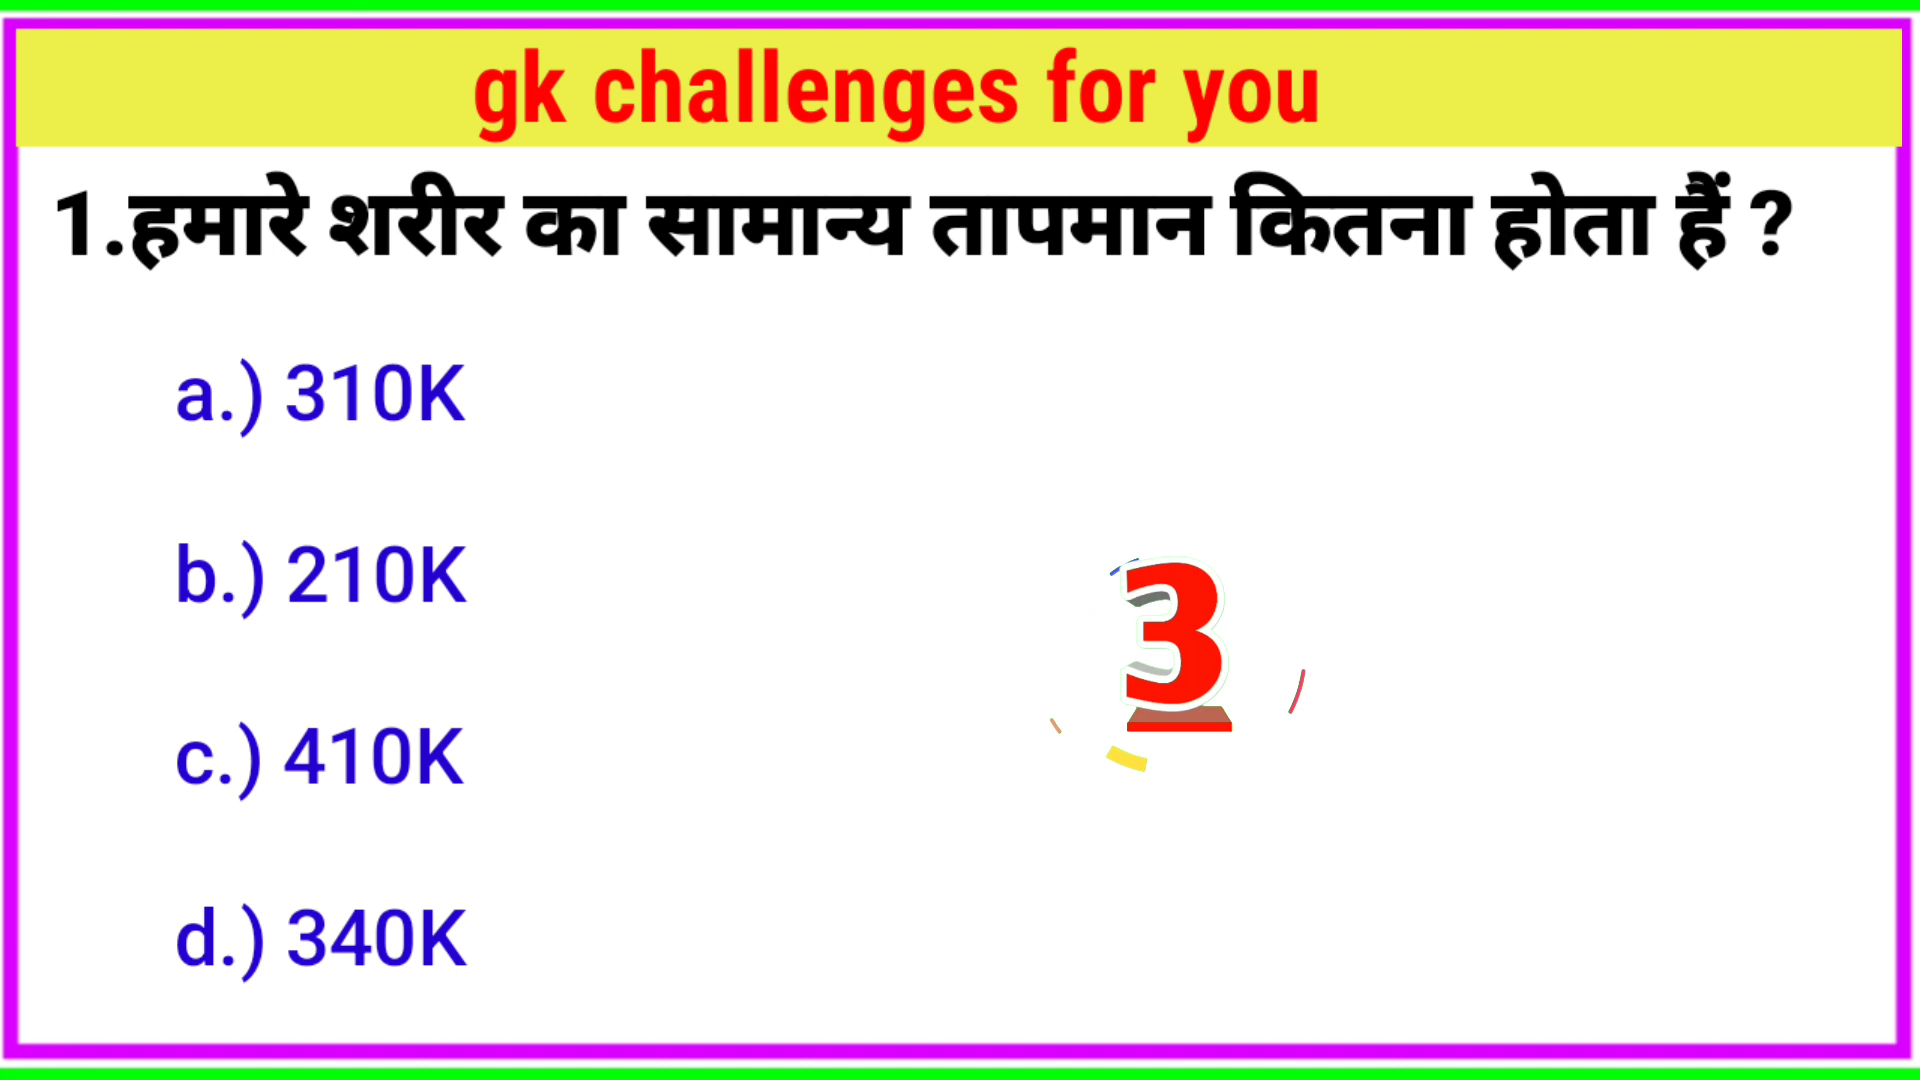 gk challenges for you
1.हमारे शरीर का सामान्य तापमान कितना होता हैं ?
a.) 310K
b.) 210K
3
c.) 410K
d.) 340K